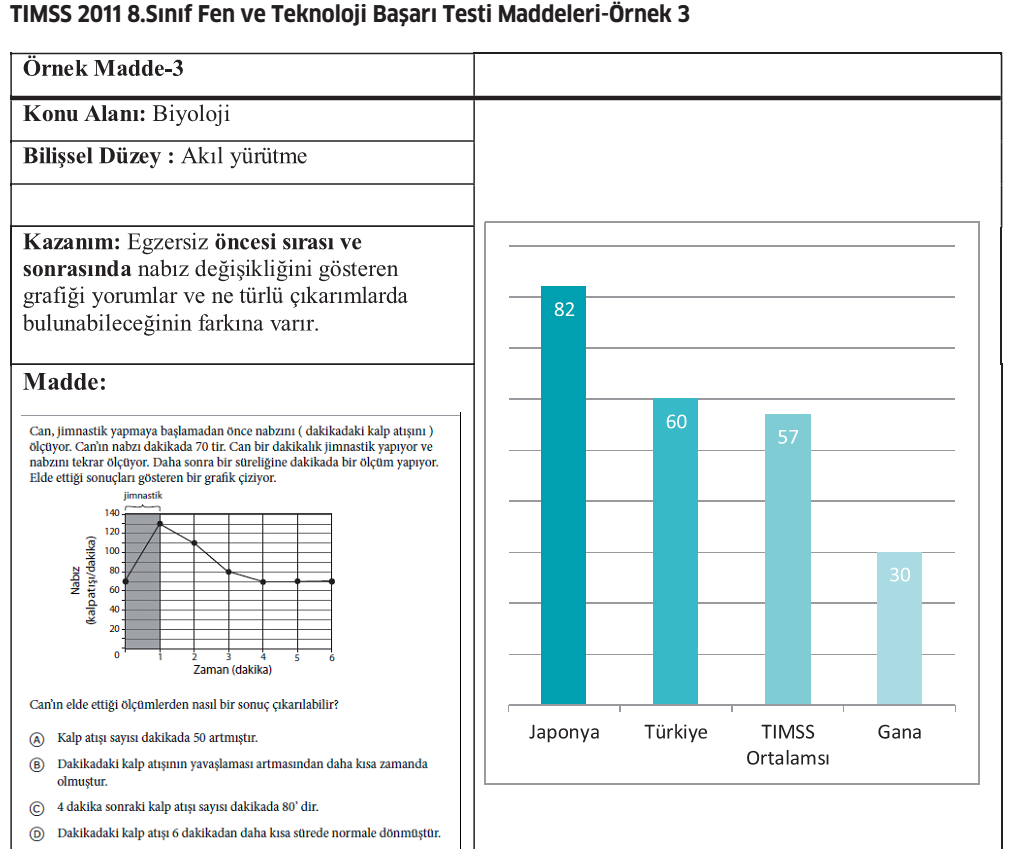 TIMSS 2011 8.Sınıf Fen ve Teknoloji Başarı Testi Maddeleri-Örnek 3
Örnek Madde-3
Konu Alanı: Biyoloji
Bilişsel Düzey : Akıl yürütme
Kazanım: Egzersiz öncesi sırası ve
sonrasında nabız değişikliğini gösteren
grafiği yorumlar ve ne türlü çıkarımlarda
bulunabileceğinin farkına varır.
Madde:
Can, jimnastik yapmaya başlamadan önce nabzını ( dakikadaki kalp atışını )
ölçüyor. Can'ın nabzı dakikada 70 tir. Can bir dakikalık jimnastik yapıyor ve
nabzını tekrar ölçüyor. Daha sonra bir süreliğine dakikada bir ölçüm yapıyor.
Elde ettiği sonuçları gösteren bir grafik çiziyor.
jimnastik
140
120
100
80
60
40
20
0
Nabız
(kalp atışı/dakika)
1 2 3 4 5 6
Zaman (dakika)
Can'ın elde ettiği ölçümlerden nasıl bir sonuç çıkarılabilir?
A Kalp atışı sayısı dakikada 50 artmıştır.
B Dakikadaki kalp atışının yavaşlaması artmasından daha kısa zamanda
olmuştur.
C 4 dakika sonraki kalp atışı sayısı dakikada 80' dir.
D Dakikadaki kalp atışı 6 dakikadan daha kısa sürede normale dönmüştür.
82
60
57
30
Japonya Türkiye TIMSS Gana
Ortalamsı